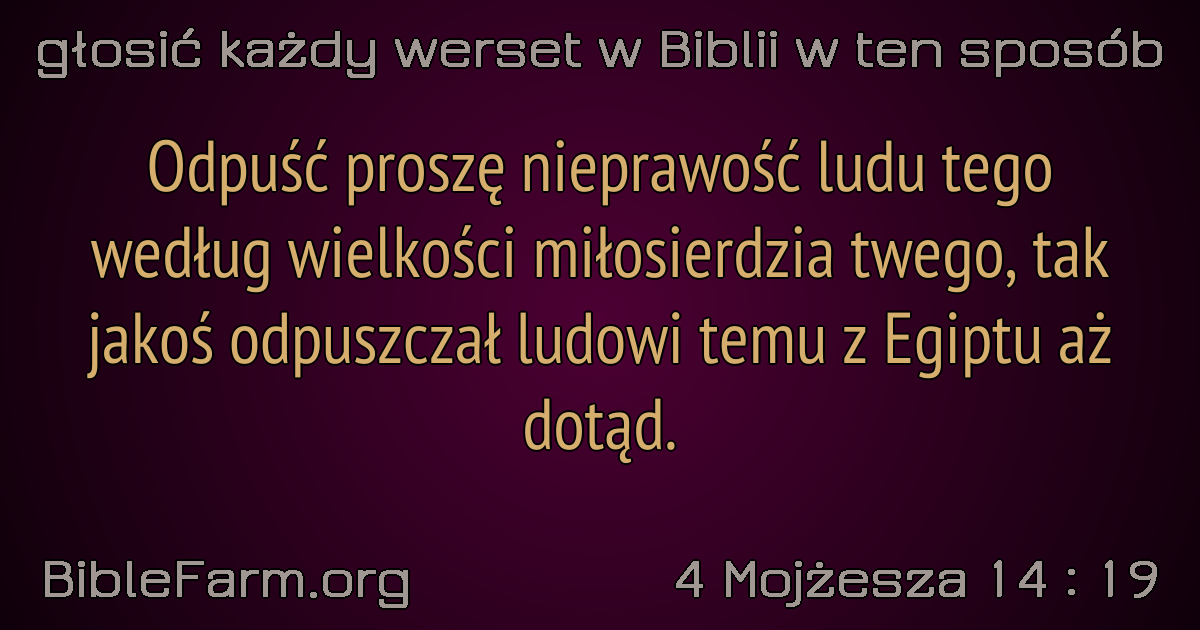 głosić każdy werset w Biblii w ten sposób
Odpuść proszę nieprawość ludu tego
według wielkości miłosierdzia twego, tak
jakoś odpuszczał ludowi temu z Egiptu aż
dotąd.
BibleFarm.org
4 Mojżesza 14 : 19